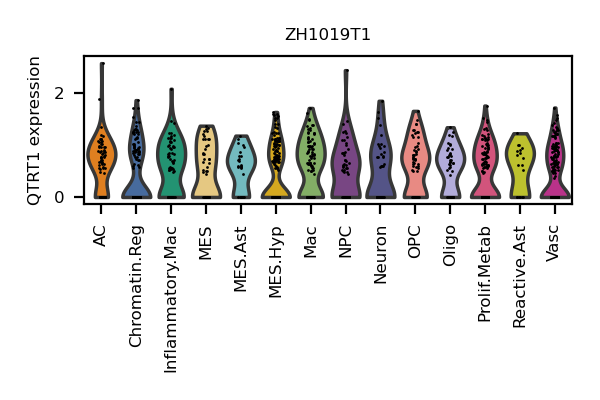 ZH1019T1
QTRT1 expression
2
0
AC
Chromatin.Reg
Inflammatory.Mac
MES
MES.Ast
MES.Hyp
Mac
NPC
Neuron
OPC
Oligo
Prolif.Metab
Reactive.Ast
Vasc